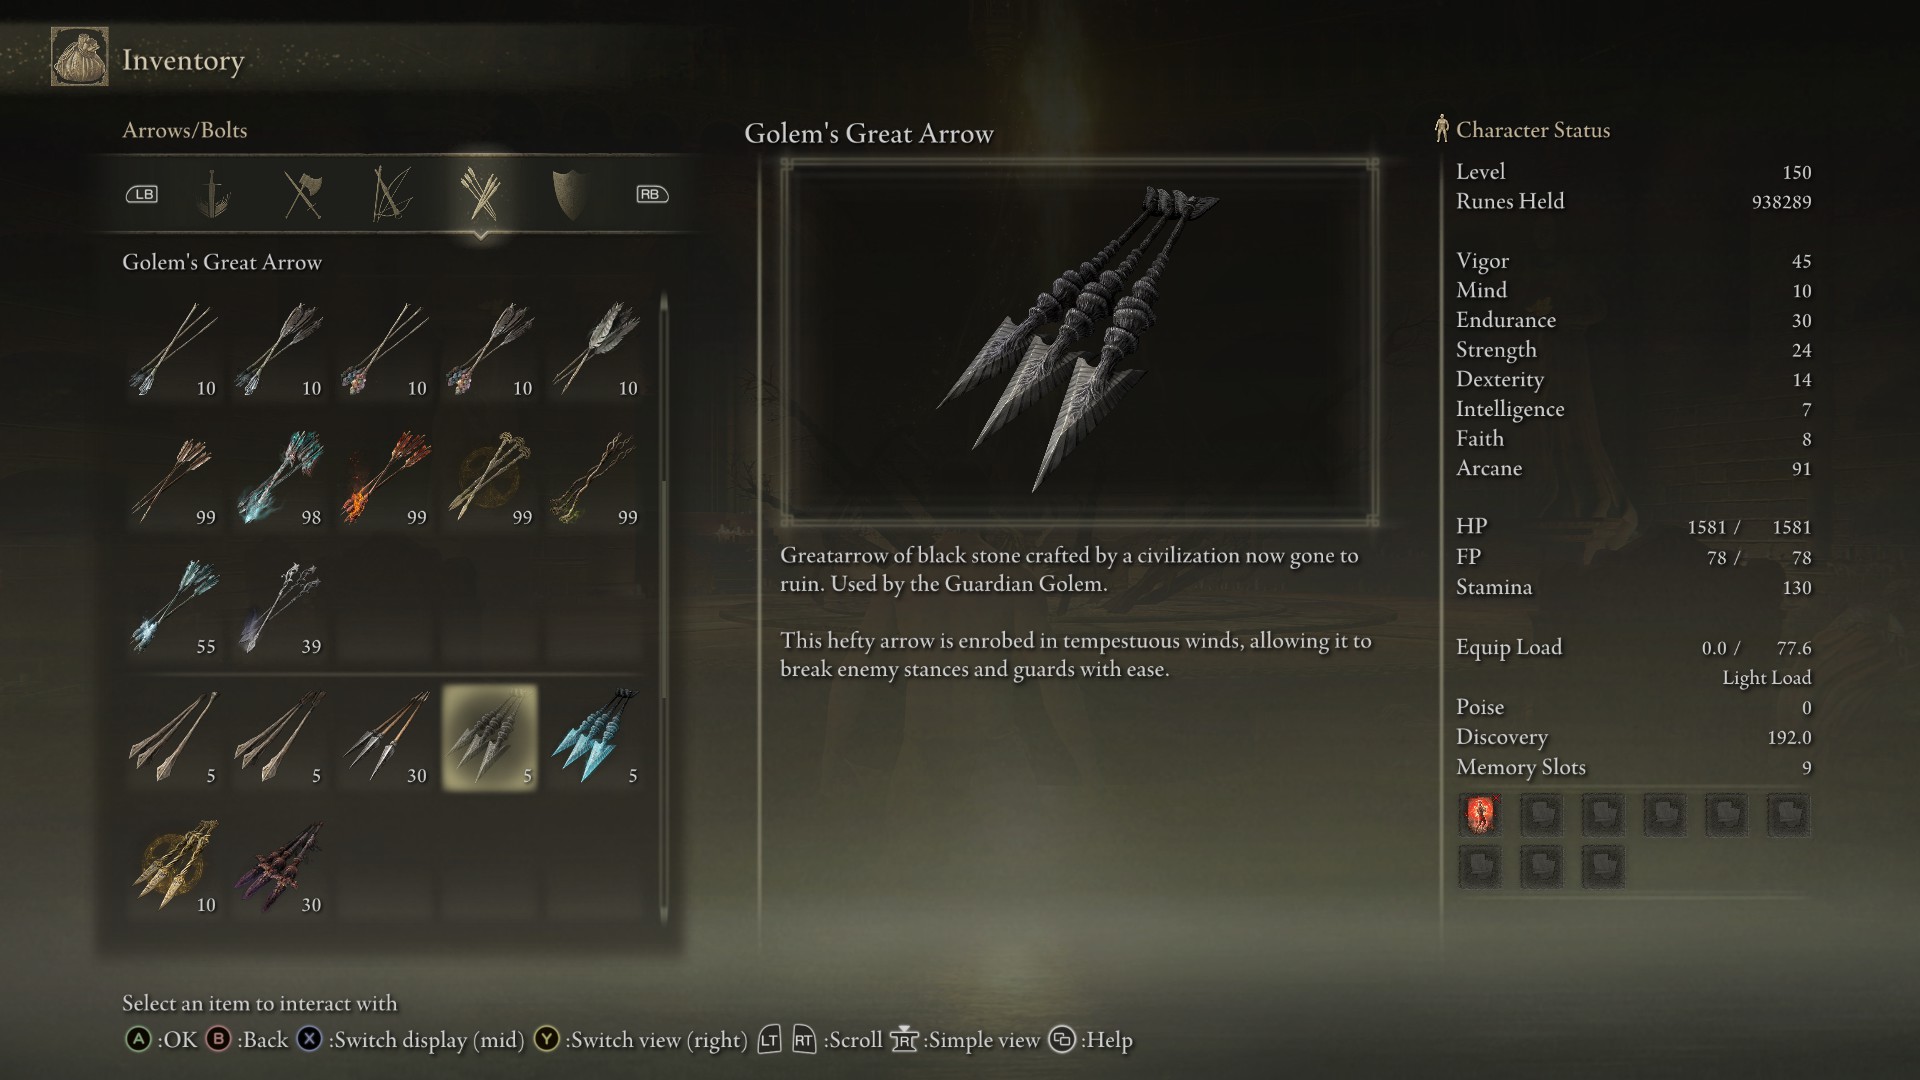 Inventory
Arrows/Bolts
LB
RB
Golem's Great Arrow
10 10 10 10 10
99 98 99 99 99
55 39
5 5 30 5 5
10 30
Golem's Great Arrow
Greatarrow of black stone crafted by a civilization now gone to
ruin. Used by the Guardian Golem.
This hefty arrow is enrobed in tempestuous winds, allowing it to
break enemy stances and guards with ease.
Character Status
Level 150
Runes Held 938289
Vigor 45
Mind 10
Endurance 30
Strength 24
Dexterity 14
Intelligence 7
Faith 8
Arcane 91
HP 1581 / 1581
FP 78 / 78
Stamina 130
Equip Load 0.0 / 77.6
Light Load
Poise 0
Discovery 192.0
Memory Slots 9
Select an item to interact with
A :OK B :Back X :Switch display (mid) Y :Switch view (right) LT RT :Scroll R :Simple view :Help